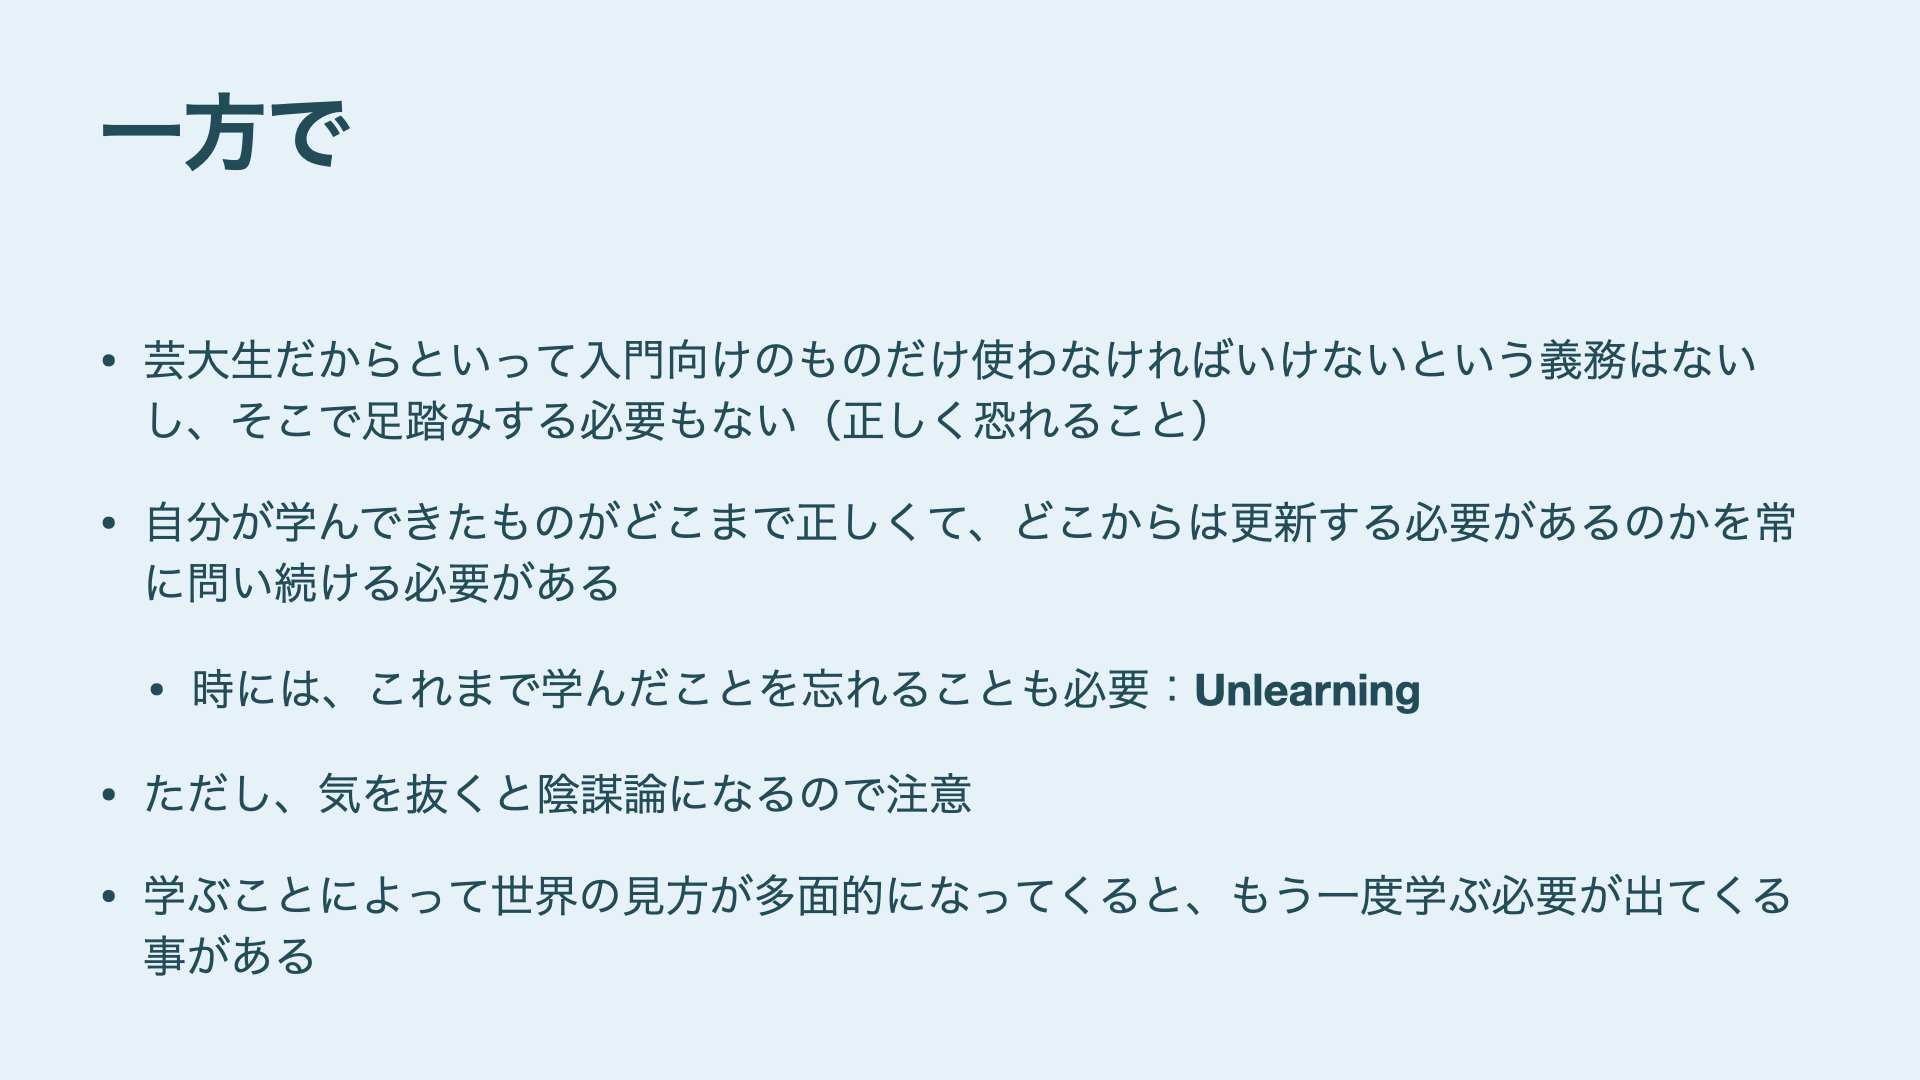 一方で
• 芸大生だからといって入門向けのものだけ使わなければいけないという義務はない
し、そこで足踏みする必要もない（正しく恐れること）
• 自分が学んできたものがどこまで正しくて、どこからは更新する必要があるのかを常
に問い続ける必要がある
• 時には、これまで学んだことを忘れることも必要：Unlearning
• ただし、気を抜くと陰謀論になるので注意
• 学ぶことによって世界の見方が多面的になってくると、もう一度学ぶ必要が出てくる
事がある